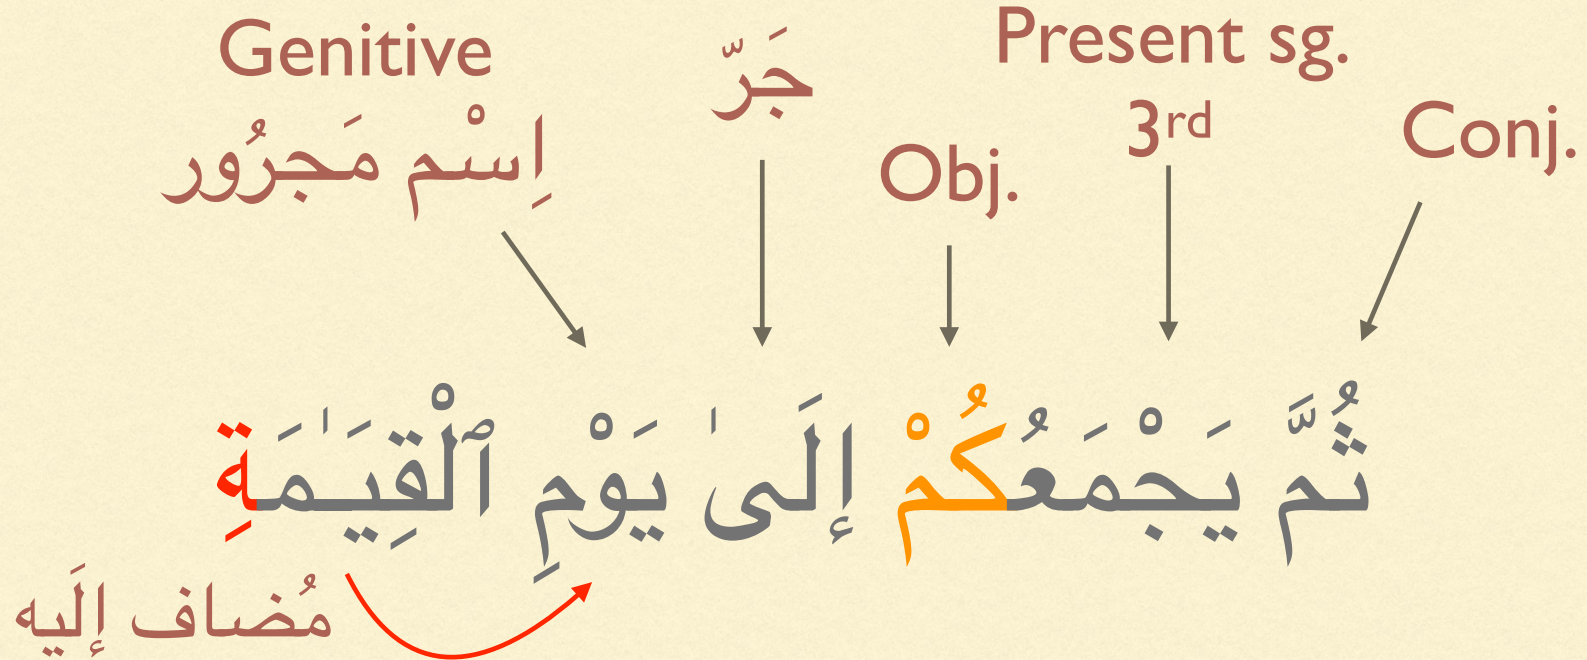 Genitive
اِسْم مَجرُور
جَرّ
Obj.
Present sg.
3rd
Conj.
ثُمَّ يَجْمَعُكُمْ إِلَىٰ يَوْمِ ٱلْقِيَـٰمَةِ
مُضاف إلَيه